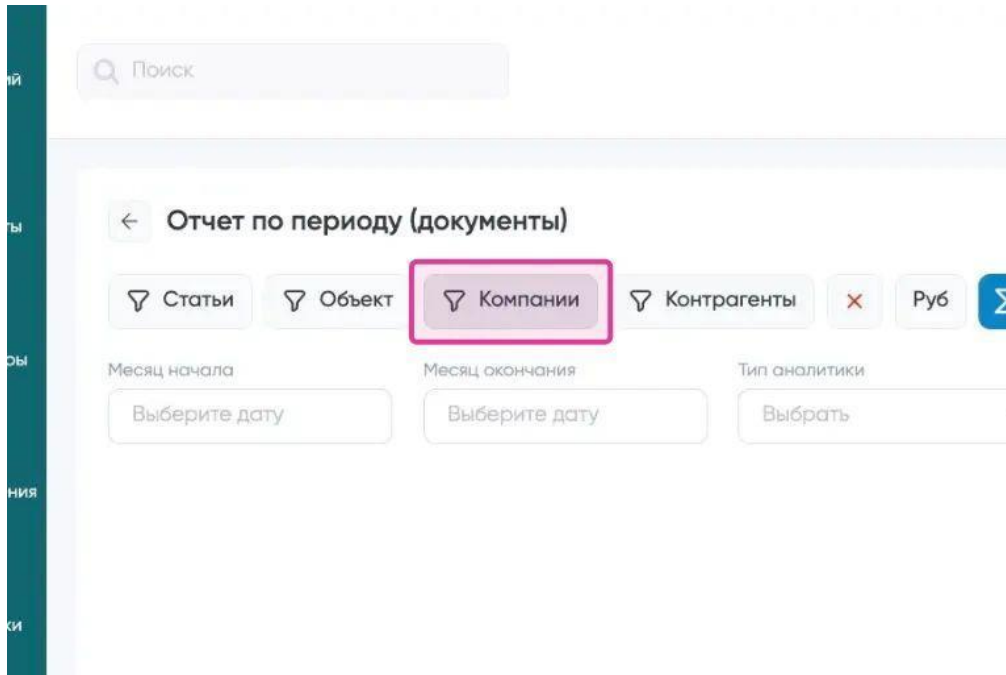 Поиск
Отчет по периоду (документы)
Статьи Объект Компании Контрагенты Руб
Месяц начала Месяц окончания Тип аналитики
Выберите дату Выберите дату Выбрать